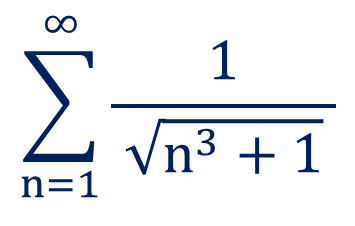 ∞
∑ 1/√(n³ + 1)
n=1